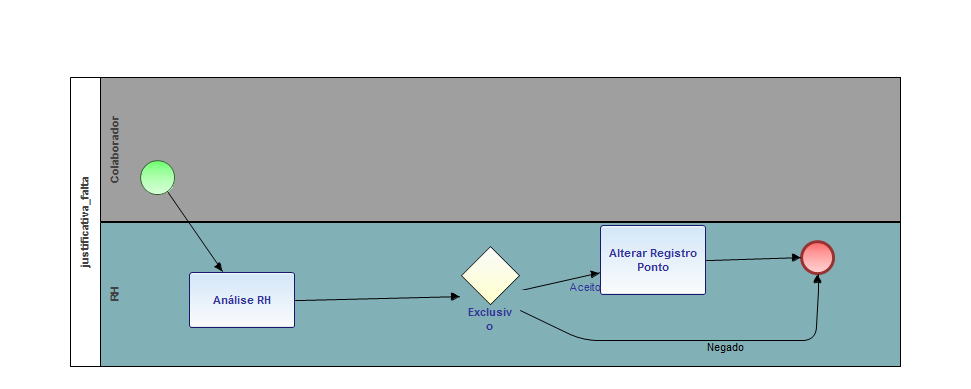 justificativa_falta
Colaborador
RH
Análise RH
Exclusiv
o
Aceito
Alterar Registro
Ponto
Negado